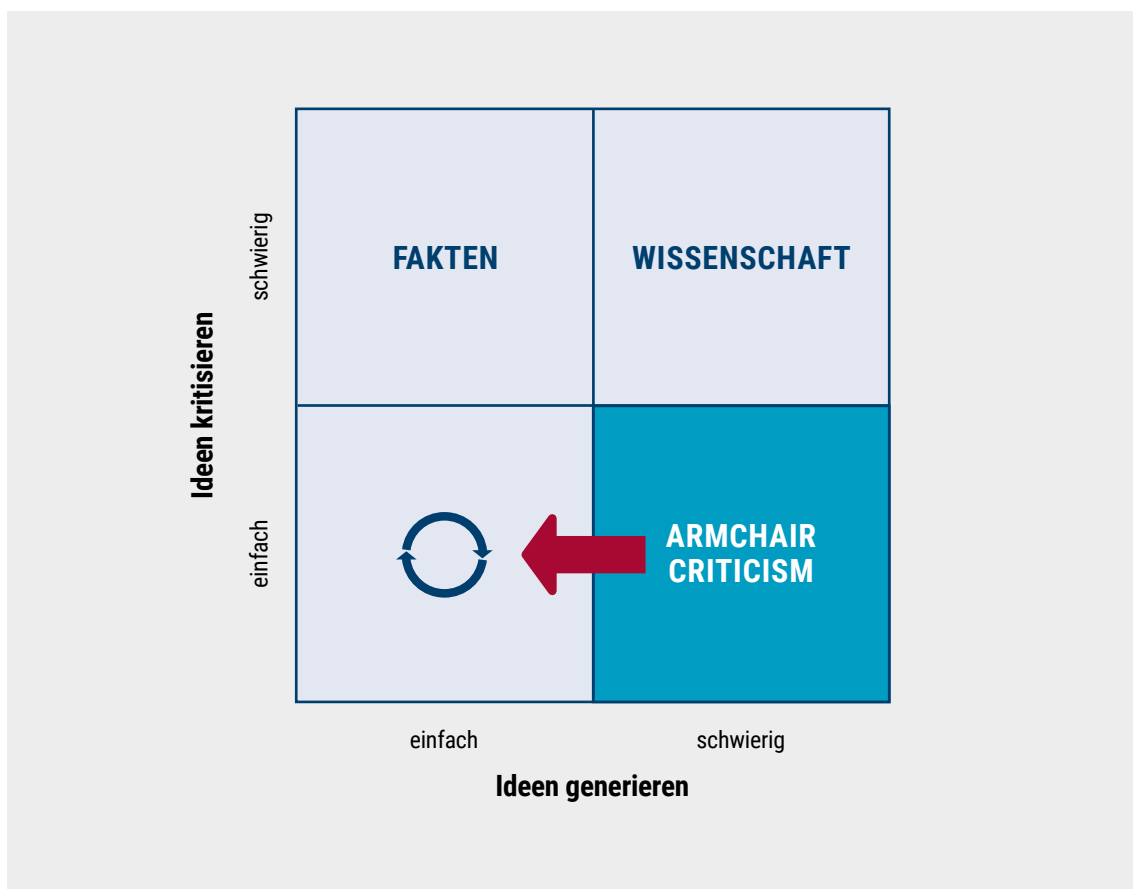 FAKTEN
WISSENSCHAFT
schwierig
Ideen kritisieren
einfach
ARMCHAIR
CRITICISM
einfach
schwierig
Ideen generieren